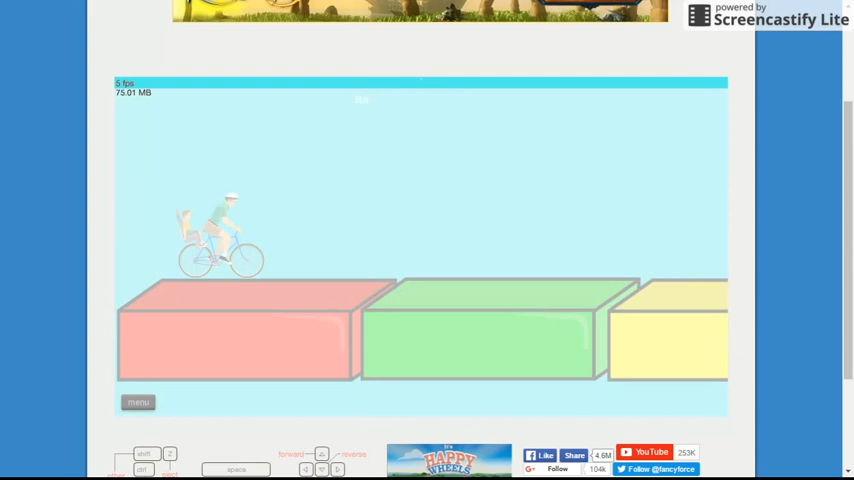 powered by
Screencastify Lite
5 fps
75.01 MB
menu
shift
Z
ctrl
eject
space
forward
reverse
HAPPY
WHEELS
Like
Share
4.6M
YouTube
253K
Follow
104k
Follow @fancyforce